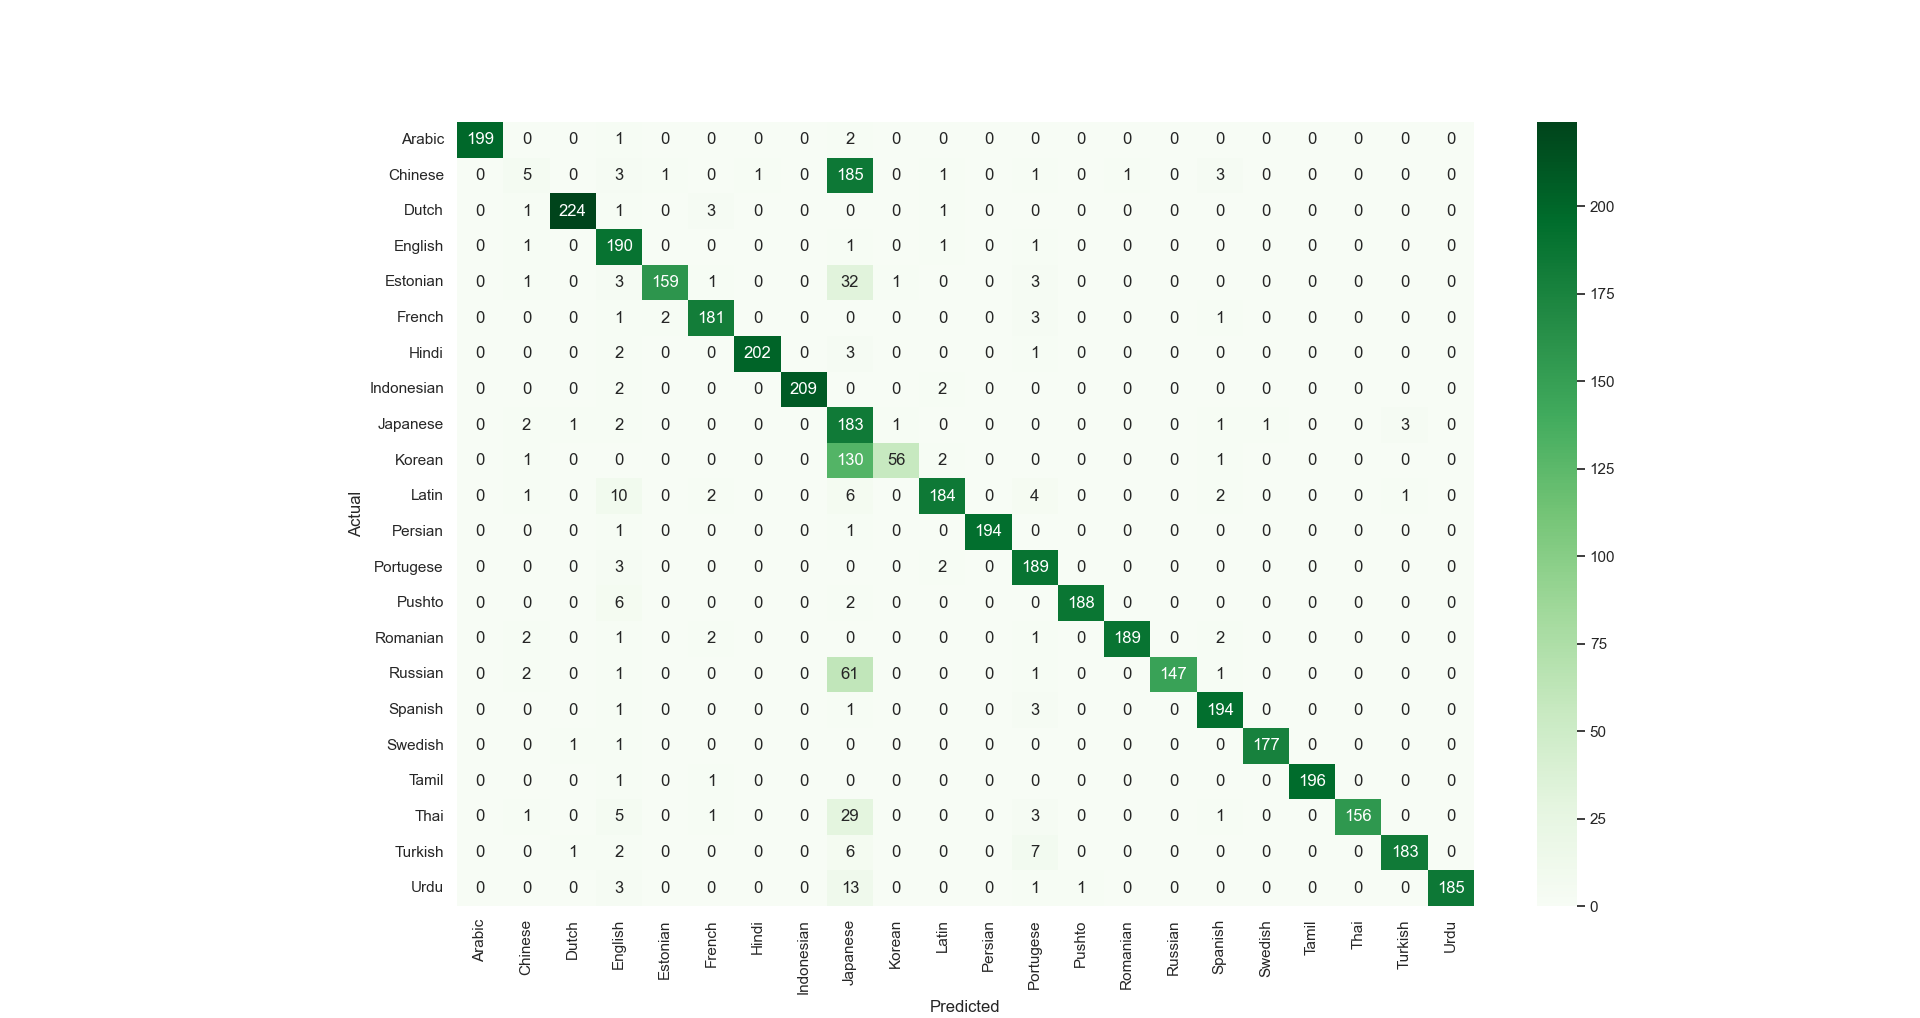 Arabic 199 0 0 1 0 0 0 0 2 0 0 0 0 0 0 0 0 0 0 0 0 0
Chinese 0 5 0 3 1 0 1 0 185 0 1 0 1 0 1 0 3 0 0 0 0 0
Dutch 0 1 224 1 0 3 0 0 0 0 1 0 0 0 0 0 0 0 0 0 0 0
200
English 0 1 0 190 0 0 0 0 1 0 1 0 1 0 0 0 0 0 0 0 0 0
Estonian 0 1 0 3 159 1 0 0 32 1 0 0 3 0 0 0 0 0 0 0 0 0
175
French 0 0 0 1 2 181 0 0 0 0 0 0 3 0 0 0 1 0 0 0 0 0
Hindi 0 0 0 2 0 0 202 0 3 0 0 0 1 0 0 0 0 0 0 0 0 0
150
Indonesian 0 0 0 2 0 0 0 209 0 0 2 0 0 0 0 0 0 0 0 0 0 0
Japanese 0 2 1 2 0 0 0 0 183 1 0 0 0 0 0 0 1 1 0 0 3 0
Korean 0 1 0 0 0 0 0 0 130 56 2 0 0 0 0 0 1 0 0 0 0 0
125
Latin 0 1 0 10 0 2 0 0 6 0 184 0 4 0 0 0 2 0 0 0 1 0
Actual
Persian 0 0 0 1 0 0 0 0 1 0 0 194 0 0 0 0 0 0 0 0 0 0
100
Portugese 0 0 0 3 0 0 0 0 0 0 2 0 189 0 0 0 0 0 0 0 0 0
Pushto 0 0 0 6 0 0 0 0 2 0 0 0 0 188 0 0 0 0 0 0 0 0
Romanian 0 2 0 1 0 2 0 0 0 0 0 0 1 0 189 0 2 0 0 0 0 0
75
Russian 0 2 0 1 0 0 0 0 61 0 0 0 1 0 0 147 1 0 0 0 0 0
Spanish 0 0 0 1 0 0 0 0 1 0 0 0 3 0 0 0 194 0 0 0 0 0
50
Swedish 0 0 1 1 0 0 0 0 0 0 0 0 0 0 0 0 0 177 0 0 0 0
Tamil 0 0 0 1 0 1 0 0 0 0 0 0 0 0 0 0 0 0 196 0 0 0
Thai 0 1 0 5 0 1 0 0 29 0 0 0 3 0 0 0 1 0 0 156 0 0
25
Turkish 0 0 1 2 0 0 0 0 6 0 0 0 7 0 0 0 0 0 0 0 183 0
Urdu 0 0 0 3 0 0 0 0 13 0 0 0 1 1 0 0 0 0 0 0 0 185
0
Arabic Chinese Dutch English Estonian French Hindi Indonesian Japanese Korean Latin Persian Portugese Pushto Romanian Russian Spanish Swedish Tamil Thai Turkish Urdu
Predicted